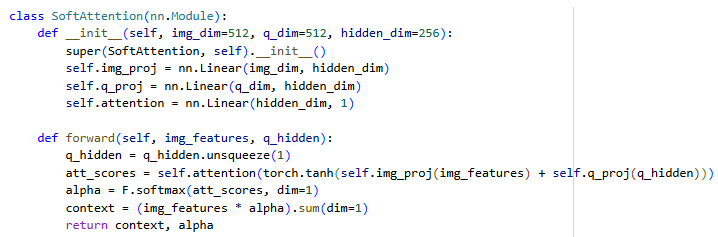 class SoftAttention(nn.Module):
    def __init__(self, img_dim=512, q_dim=512, hidden_dim=256):
        super(SoftAttention, self).__init__()
        self.img_proj = nn.Linear(img_dim, hidden_dim)
        self.q_proj = nn.Linear(q_dim, hidden_dim)
        self.attention = nn.Linear(hidden_dim, 1)

    def forward(self, img_features, q_hidden):
        q_hidden = q_hidden.unsqueeze(1)
        att_scores = self.attention(torch.tanh(self.img_proj(img_features) + self.q_proj(q_hidden)))
        alpha = F.softmax(att_scores, dim=1)
        context = (img_features * alpha).sum(dim=1)
        return context, alpha